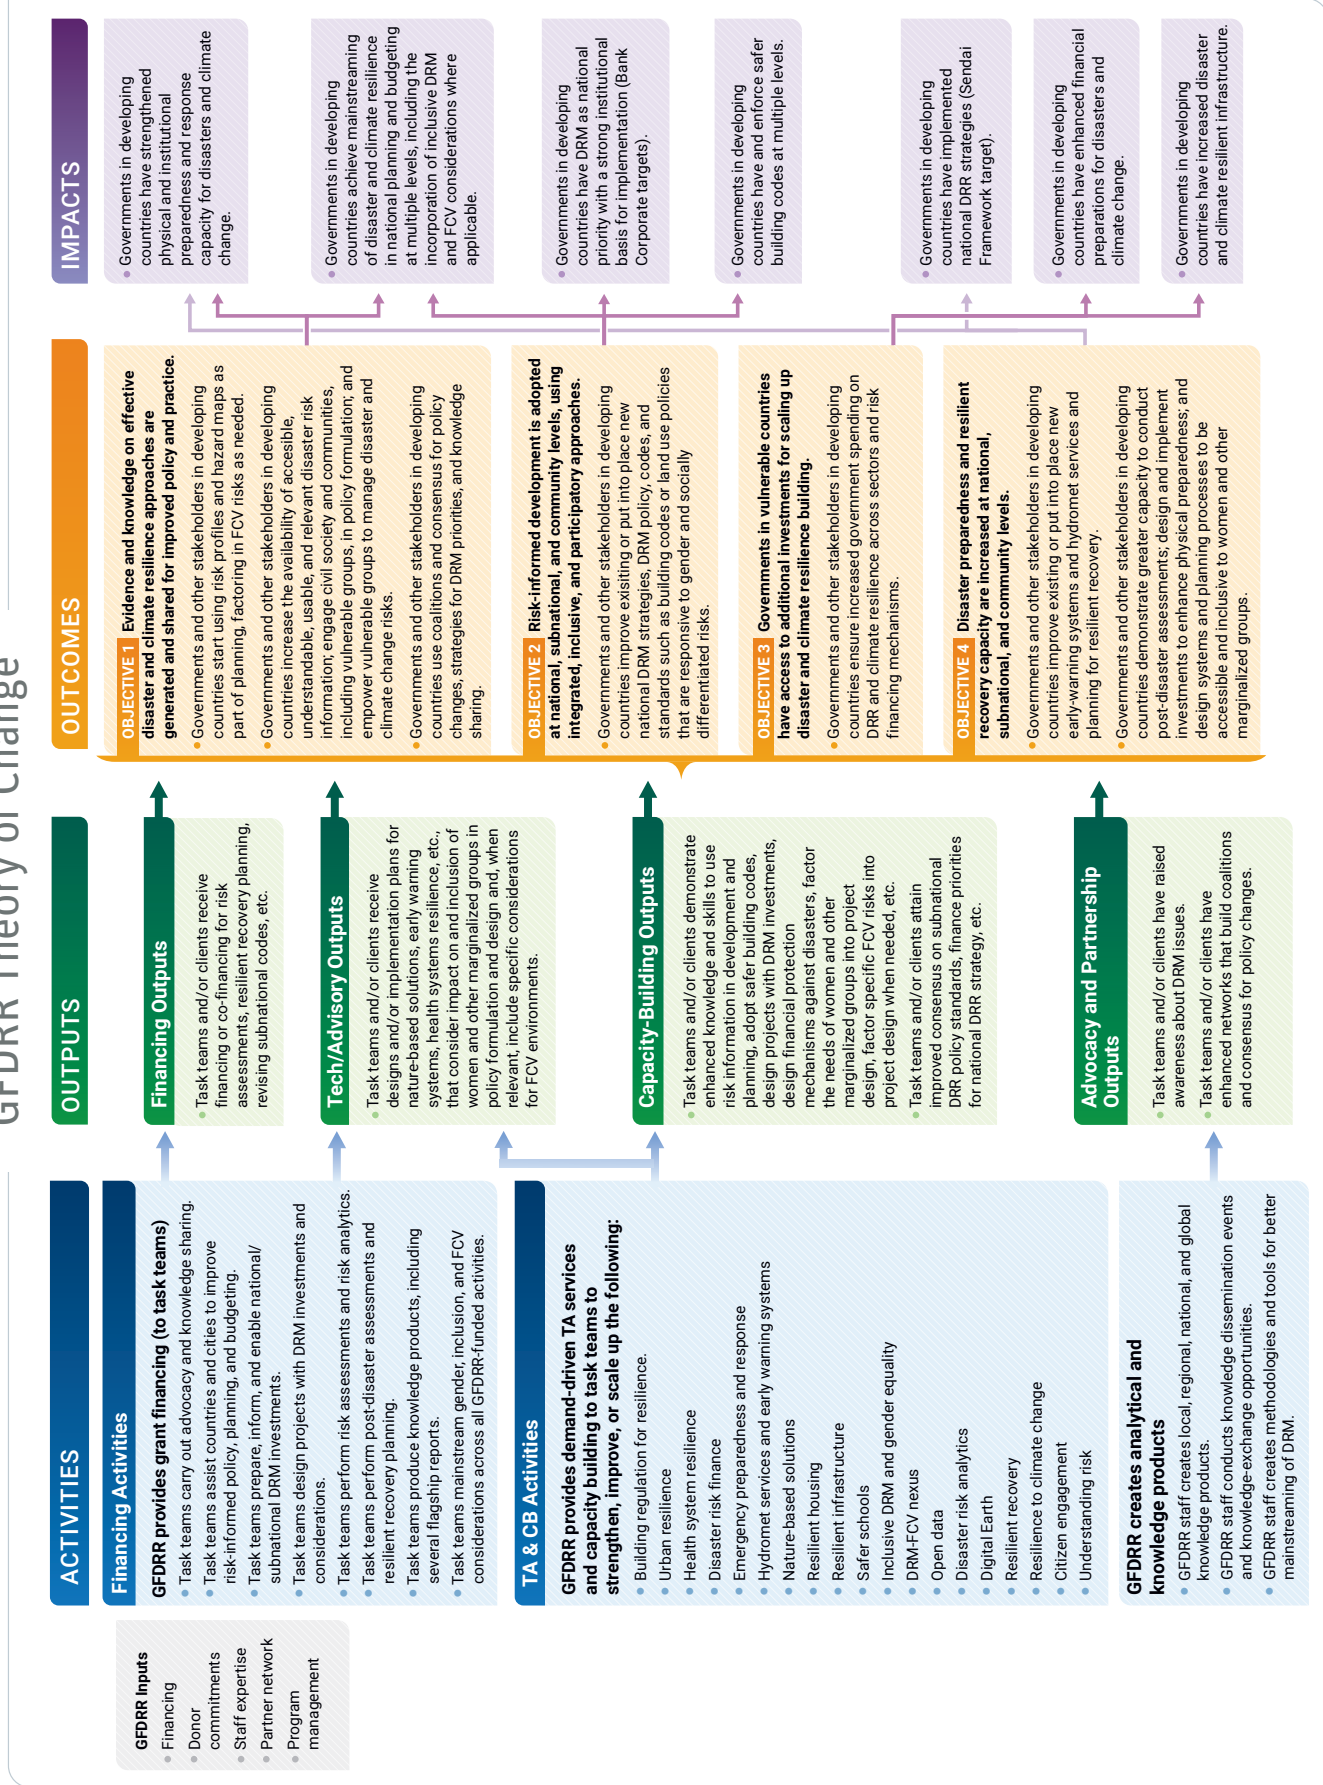 GFDRR Theory of Change
GFDRR Inputs
• Financing
• Donor
commitments
• Staff expertise
• Partner network
• Program
management
ACTIVITIES
Financing Activities
GFDRR provides grant financing (to task teams)
• Task teams carry out advocacy and knowledge sharing.
• Task teams assist countries and cities to improve
risk-informed policy, planning, and budgeting.
• Task teams prepare, inform, and enable national/
subnational DRM investments.
• Task teams design projects with DRM investments and
considerations.
• Task teams perform risk assessments and risk analytics.
• Task teams perform post-disaster assessments and
resilient recovery planning.
• Task teams produce knowledge products, including
several flagship reports.
• Task teams mainstream gender, inclusion, and FCV
considerations across all GFDRR-funded activities.
TA & CB Activities
GFDRR provides demand-driven TA services
and capacity building to task teams to
strengthen, improve, or scale up the following:
• Building regulation for resilience.
• Urban resilience
• Health system resilience
• Disaster risk finance
• Emergency preparedness and response
• Hydromet services and early warning systems
• Nature-based solutions
• Resilient housing
• Resilient infrastructure
• Safer schools
• Inclusive DRM and gender equality
• DRM-FCV nexus
• Open data
• Disaster risk analytics
• Digital Earth
• Resilient recovery
• Resilience to climate change
• Citizen engagement
• Understanding risk
GFDRR creates analytical and
knowledge products
• GFDRR staff creates local, regional, national, and global
knowledge products.
• GFDRR staff conducts knowledge dissemination events
and knowledge-exchange opportunities.
• GFDRR staff creates methodologies and tools for better
mainstreaming of DRM.
OUTPUTS
Financing Outputs
• Task teams and/or clients receive
financing or co-financing for risk
assessments, resilient recovery planning,
revising subnational codes, etc.
Tech/Advisory Outputs
• Task teams and/or clients receive
designs and/or implementation plans for
nature-based solutions, early warning
systems, health systems resilience, etc.,
that consider impact on and inclusion of
women and other marginalized groups in
policy formulation and design and, when
relevant, include specific considerations
for FCV environments.
Capacity-Building Outputs
• Task teams and/or clients demonstrate
enhanced knowledge and skills to use
risk information in development and
planning, adopt safer building codes,
design projects with DRM investments,
design financial protection
mechanisms against disasters, factor
the needs of women and other
marginalized groups into project
design, factor specific FCV risks into
project design when needed, etc.
• Task teams and/or clients attain
improved consensus on subnational
DRR policy standards, finance priorities
for national DRR strategy, etc.
Advocacy and Partnership
Outputs
• Task teams and/or clients have raised
awareness about DRM issues.
• Task teams and/or clients have
enhanced networks that build coalitions
and consensus for policy changes.
OUTCOMES
OBJECTIVE 1 Evidence and knowledge on effective
disaster and climate resilience approaches are
generated and shared for improved policy and practice.
• Governments and other stakeholders in developing
countries start using risk profiles and hazard maps as
part of planning, factoring in FCV risks as needed.
• Governments and other stakeholders in developing
countries increase the availability of accessible,
understandable, usable, and relevant disaster risk
information; engage civil society and communities,
including vulnerable groups, in policy formulation; and
empower vulnerable groups to manage disaster and
climate change risks.
• Governments and other stakeholders in developing
countries use coalitions and consensus for policy
changes, strategies for DRM priorities, and knowledge
sharing.
OBJECTIVE 2 Risk-informed development is adopted
at national, subnational, and community levels, using
integrated, inclusive, and participatory approaches.
• Governments and other stakeholders in developing
countries improve exisiting or put into place new
national DRM strategies, DRM policy, codes, and
standards such as building codes or land use policies
that are responsive to gender and socially
differentiated risks.
OBJECTIVE 3 Governments in vulnerable countries
have access to additional investments for scaling up
disaster and climate resilience building.
• Governments and other stakeholders in developing
countries ensure increased government spending on
DRR and climate resilience across sectors and risk
financing mechanisms.
OBJECTIVE 4 Disaster preparedness and resilient
recovery capacity are increased at national,
subnational, and community levels.
• Governments and other stakeholders in developing
countries improve existing or put into place new
early-warning systems and hydromet services and
planning for resilient recovery.
• Governments and other stakeholders in developing
countries demonstrate greater capacity to conduct
post-disaster assessments; design and implement
investments to enhance physical preparedness; and
design systems and planning processes to be
accessible and inclusive to women and other
marginalized groups.
IMPACTS
• Governments in developing
countries have strengthened
physical and institutional
preparedness and response
capacity for disasters and climate
change.
• Governments in developing
countries achieve mainstreaming
of disaster and climate resilience
in national planning and budgeting
at multiple levels, including the
incorporation of inclusive DRM
and FCV considerations where
applicable.
• Governments in developing
countries have DRM as national
priority with a strong institutional
basis for implementation (Bank
Corporate targets).
• Governments in developing
countries have and enforce safer
building codes at multiple levels.
• Governments in developing
countries have implemented
national DRR strategies (Sendai
Framework target).
• Governments in developing
countries have enhanced financial
preparations for disasters and
climate change.
• Governments in developing
countries have increased disaster
and climate resilient infrastructure.